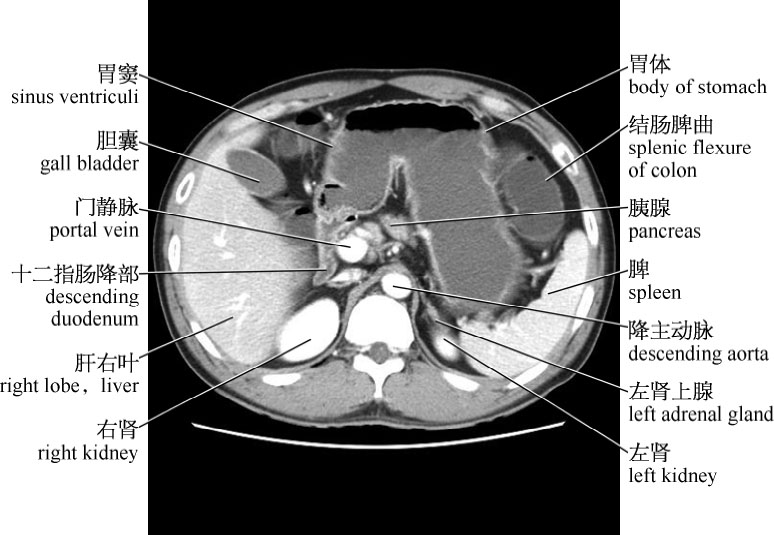 胃窦
sinus ventriculi
胆囊
gall bladder
门静脉
portal vein
十二指肠降部
descending
duodenum
肝右叶
right lobe，liver
右肾
right kidney
胃体
body of stomach
结肠脾曲
splenic flexure
of colon
胰腺
pancreas
脾
spleen
降主动脉
descending aorta
左肾上腺
left adrenal gland
左肾
left kidney